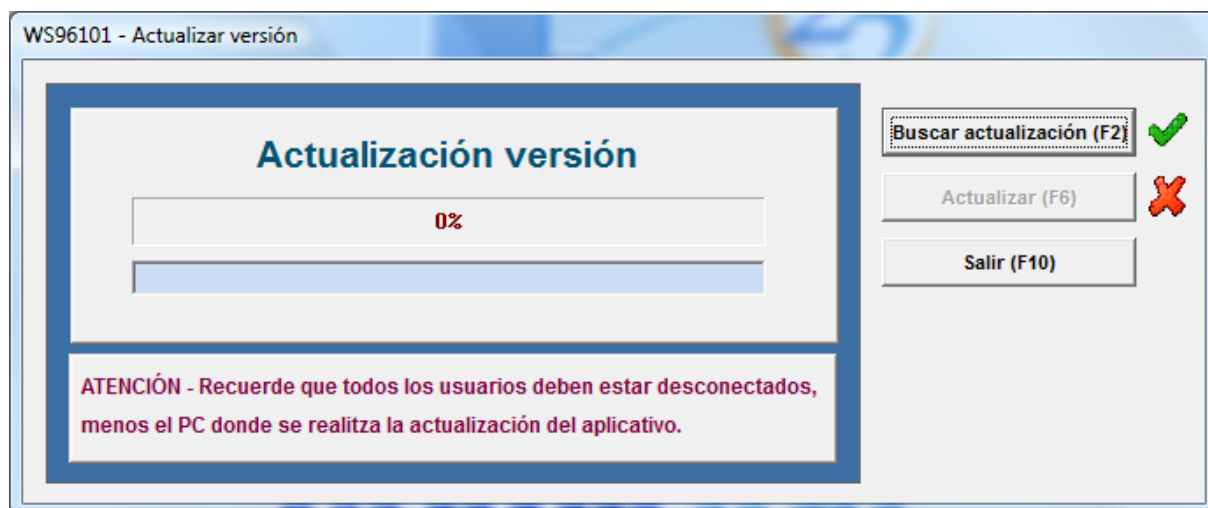 WS96101 - Actualizar versión
Actualización versión
0%
ATENCIÓN - Recuerde que todos los usuarios deben estar desconectados,
menos el PC donde se realitza la actualización del aplicativo.
Buscar actualización (F2)
Actualizar (F6)
Salir (F10)